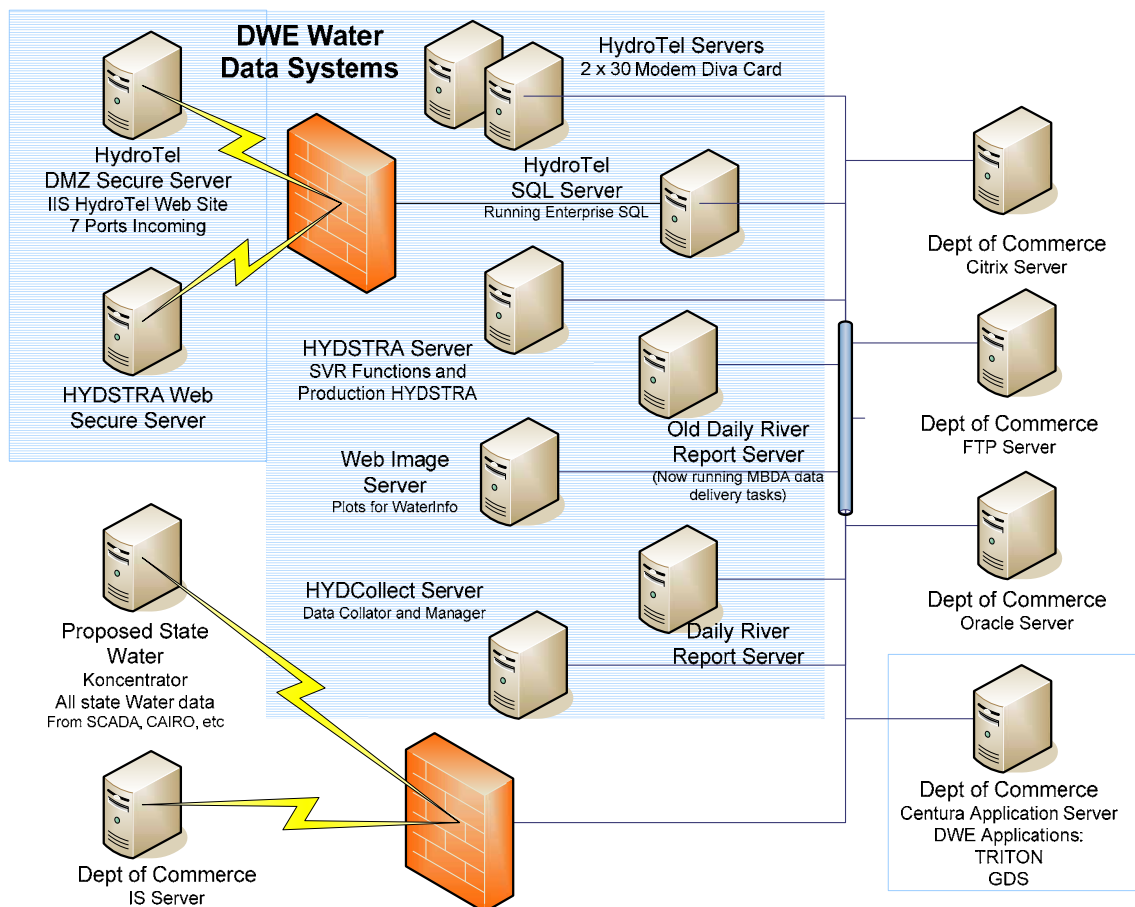 DWE Water
Data Systems
HydroTel Servers
2 x 30 Modem Diva Card
HydroTel
DMZ Secure Server
IIS HydroTel Web Site
7 Ports Incoming
HydroTel
SQL Server
Running Enterprise SQL
Dept of Commerce
Citrix Server
HYDSTRA Web
Secure Server
HYDSTRA Server
SVR Functions and
Production HYDSTRA
Old Daily River
Report Server
(Now running MBDA data
delivery tasks)
Dept of Commerce
FTP Server
Web Image
Server
Plots for WaterInfo
HYDCollect Server
Data Collator and Manager
Daily River
Report Server
Dept of Commerce
Oracle Server
Proposed State
Water
Koncentrator
All state Water data
From SCADA, CAIRO, etc
Dept of Commerce
IS Server
Dept of Commerce
Centura Application Server
DWE Applications:
TRITON
GDS